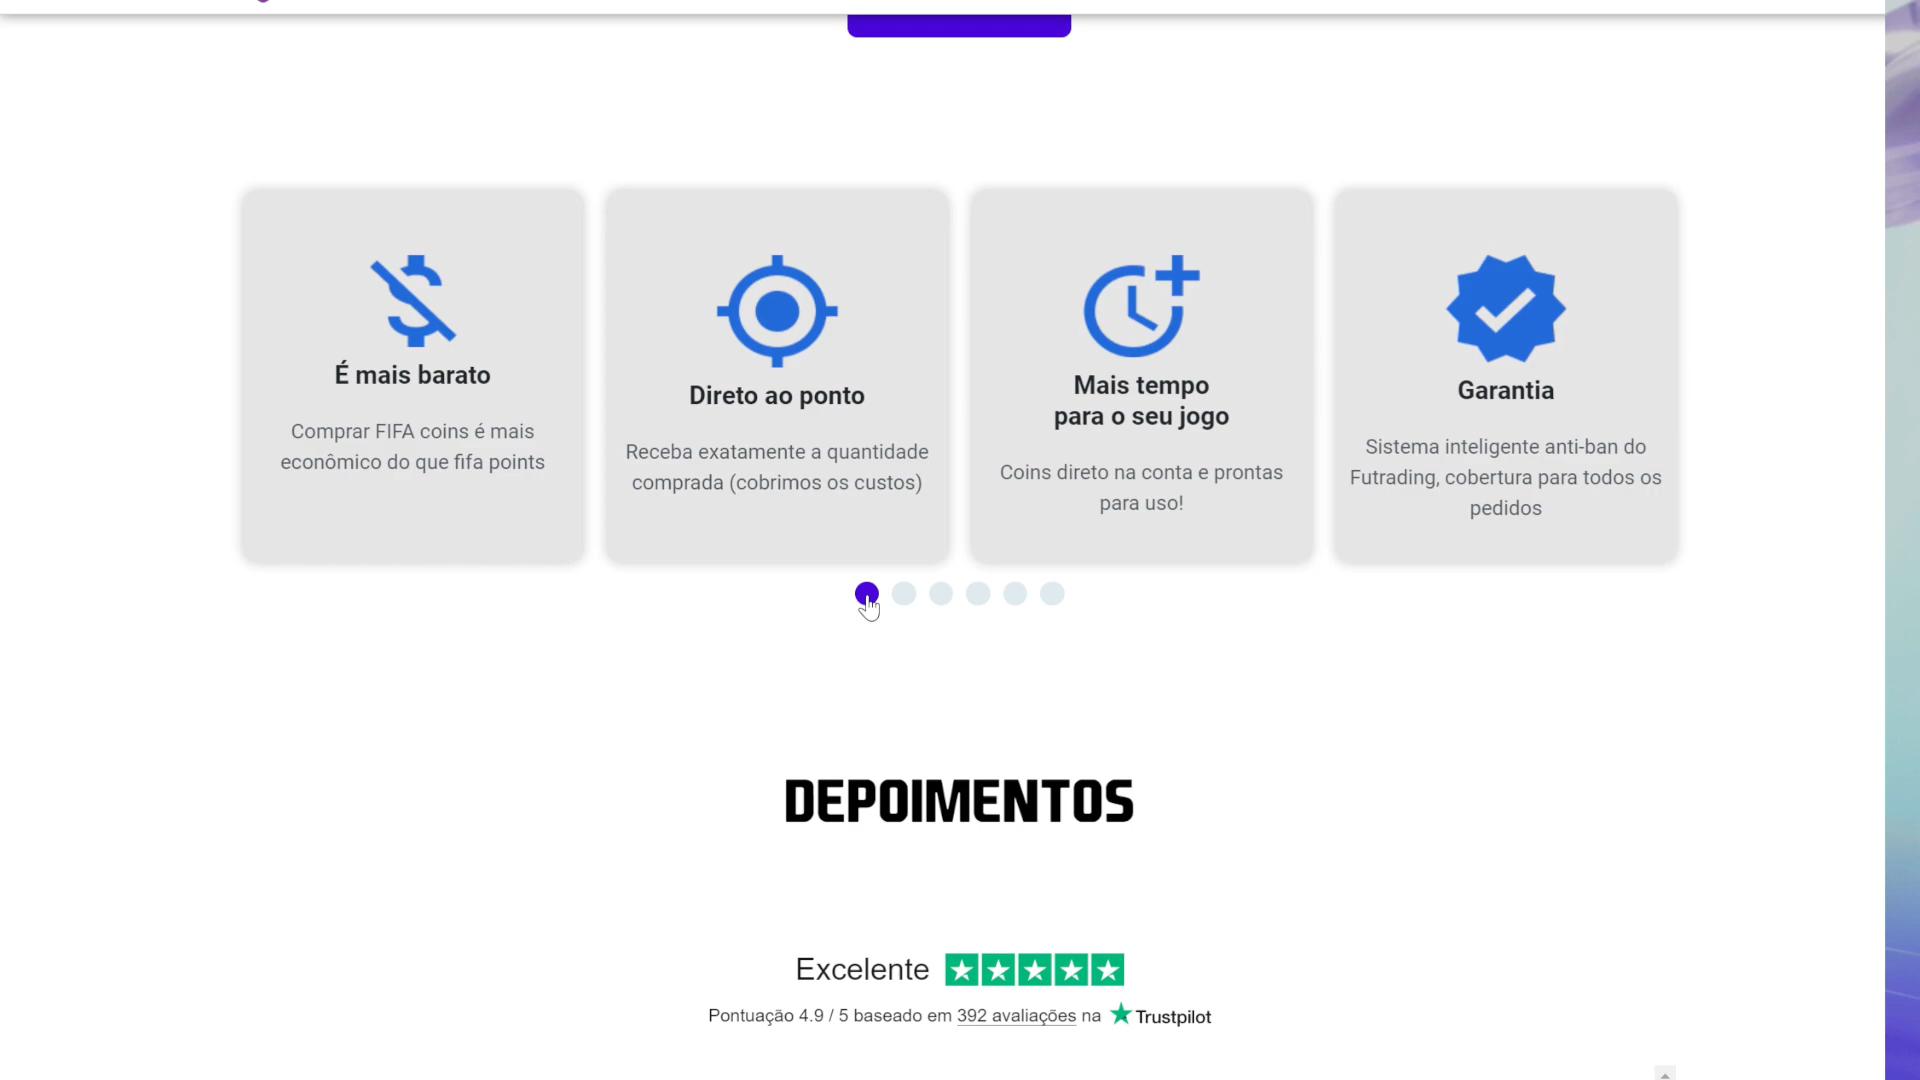 É mais barato
Comprar FIFA coins é mais
econômico do que fifa points
Direto ao ponto
Receba exatamente a quantidade
comprada (cobrimos os custos)
Mais tempo
para o seu jogo
Coins direto na conta e prontas
para uso!
Garantia
Sistema inteligente anti-ban do
Futrading, cobertura para todos os
pedidos
DEPOIMENTOS
Excelente
Pontuação 4.9 / 5 baseado em 392 avaliações na Trustpilot